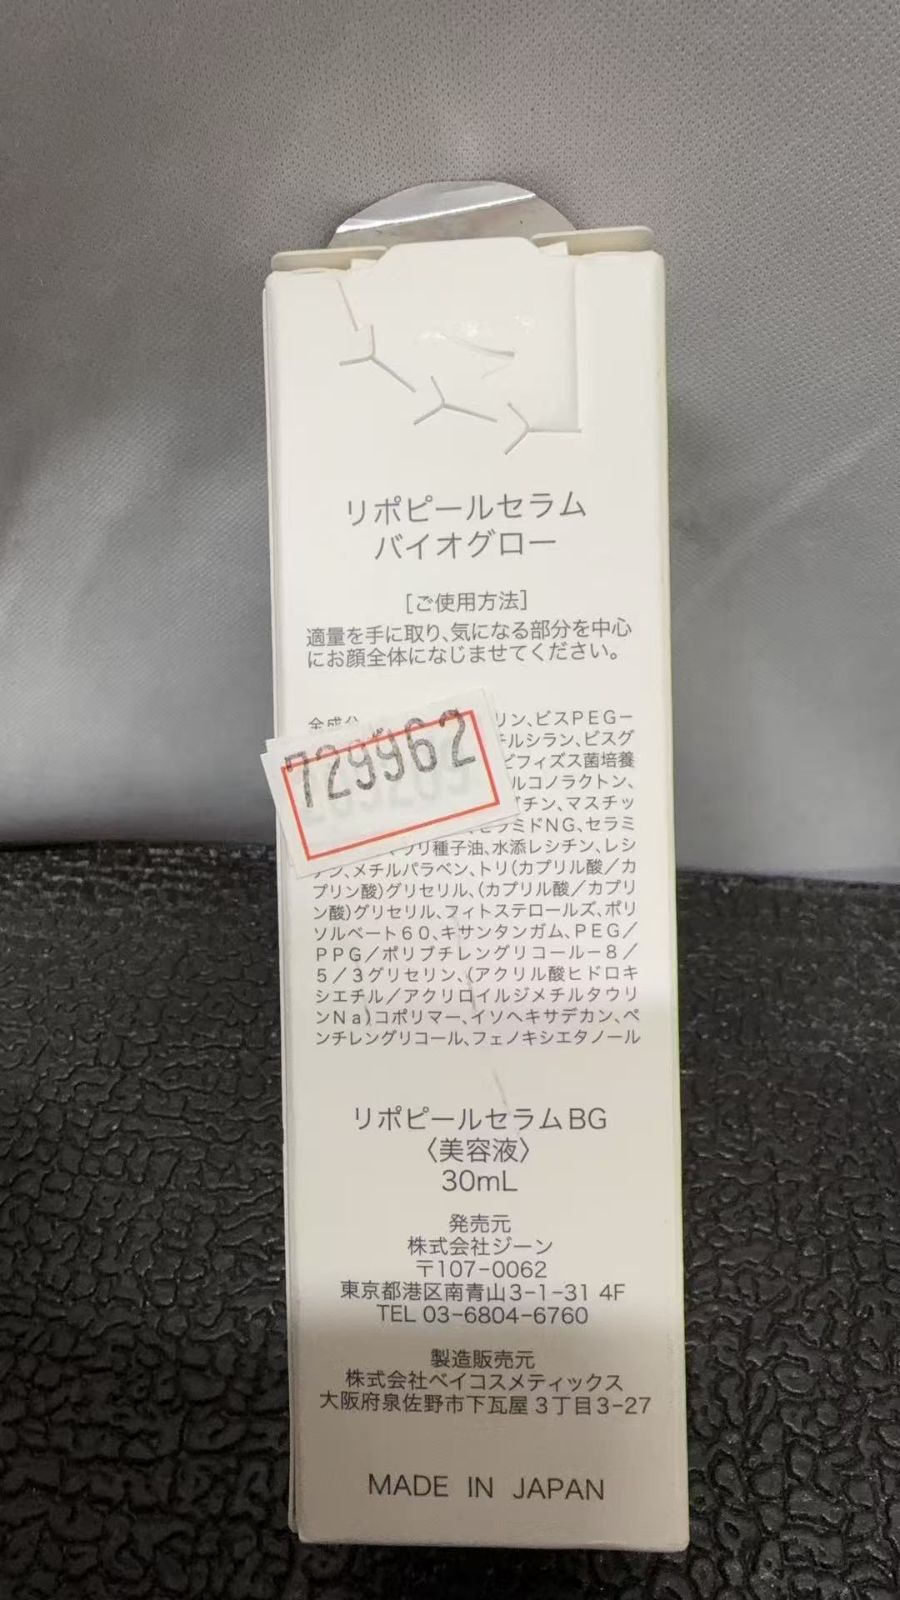 リポピールセラム
バイオグロー
[ご使用方法]
適量を手に取り、気になる部分を中心
にお顔全体になじませてください。
全成分
リン、ビスPEG-
チルシラン、ビスグ
ビフィズス菌培養
ルコノラクトン、
チン、マスチッ
セラミドNG、セラミ
種子油、水添レシチン、レシ
チン、メチルパラベン、トリ(カプリル酸/カ
プリン酸)グリセリル、(カプリル酸/カプリ
ン酸)グリセリル、フィトステロールズ、ポリ
ソルベート60、キサンタンガム、PEG/
PPG/ポリブチレングリコール-8/
5/3グリセリン、(アクリル酸ヒドロキ
シエチル/アクリロイルジメチルタウリ
ンNa)コポリマー、イソヘキサデカン、ペ
ンチレングリコール、フェノキシエタノール
729962
リポピールセラムBG
〈美容液〉
30mL
発売元
株式会社ジーン
〒107-0062
東京都港区南青山3-1-31 4F
TEL 03-6804-6760
製造販売元
株式会社ベイコスメティックス
大阪府泉佐野市下瓦屋3丁目3-27
MADE IN JAPAN